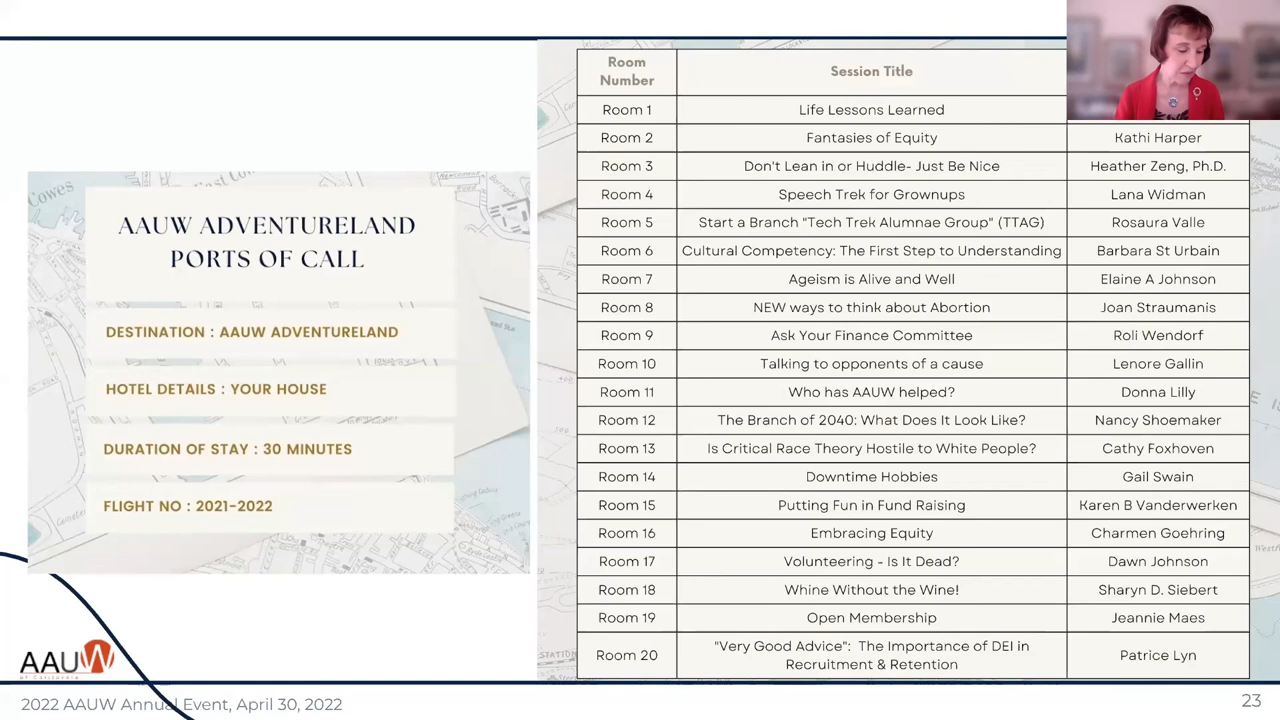 AAUW ADVENTURELAND
PORTS OF CALL
DESTINATION : AAUW ADVENTURELAND
HOTEL DETAILS : YOUR HOUSE
DURATION OF STAY : 30 MINUTES
FLIGHT NO : 2021-2022
Room Number Session Title
Room 1 Life Lessons Learned
Room 2 Fantasies of Equity Kathi Harper
Room 3 Don't Lean in or Huddle- Just Be Nice Heather Zeng, Ph.D.
Room 4 Speech Trek for Grownups Lana Widman
Room 5 Start a Branch "Tech Trek Alumnae Group" (TTAG) Rosaura Valle
Room 6 Cultural Competency: The First Step to Understanding Barbara St Urbain
Room 7 Ageism is Alive and Well Elaine A Johnson
Room 8 NEW ways to think about Abortion Joan Straumanis
Room 9 Ask Your Finance Committee Roli Wendorf
Room 10 Talking to opponents of a cause Lenore Gallin
Room 11 Who has AAUW helped? Donna Lilly
Room 12 The Branch of 2040: What Does It Look Like? Nancy Shoemaker
Room 13 Is Critical Race Theory Hostile to White People? Cathy Foxhoven
Room 14 Downtime Hobbies Gail Swain
Room 15 Putting Fun in Fund Raising Karen B Vanderwerken
Room 16 Embracing Equity Charmen Goehring
Room 17 Volunteering - Is It Dead? Dawn Johnson
Room 18 Whine Without the Wine! Sharyn D. Siebert
Room 19 Open Membership Jeannie Maes
Room 20 "Very Good Advice": The Importance of DEI in
Recruitment & Retention Patrice Lyn
AAUW
of California
2022 AAUW Annual Event, April 30, 2022
23